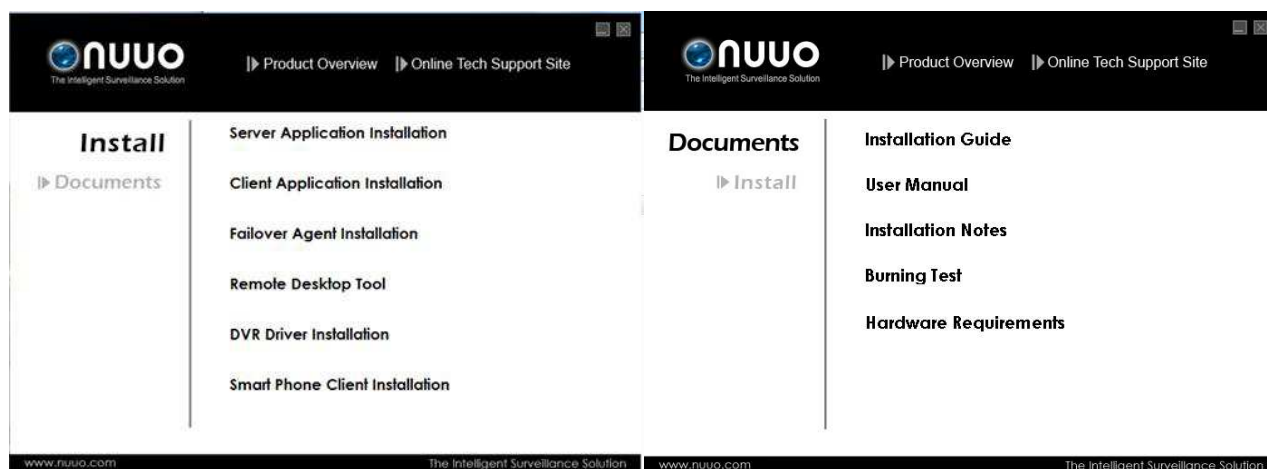 nuuo
The Intelligent Surveillance Solution
Product Overview
Online Tech Support Site
Install
Documents
Server Application Installation
Client Application Installation
Failover Agent Installation
Remote Desktop Tool
DVR Driver Installation
Smart Phone Client Installation
www.nuuo.com
The Intelligent Surveillance Solution
nuuo
The Intelligent Surveillance Solution
Product Overview
Online Tech Support Site
Documents
Install
Installation Guide
User Manual
Installation Notes
Burning Test
Hardware Requirements
www.nuuo.com
The Intelligent Surveillance Solution